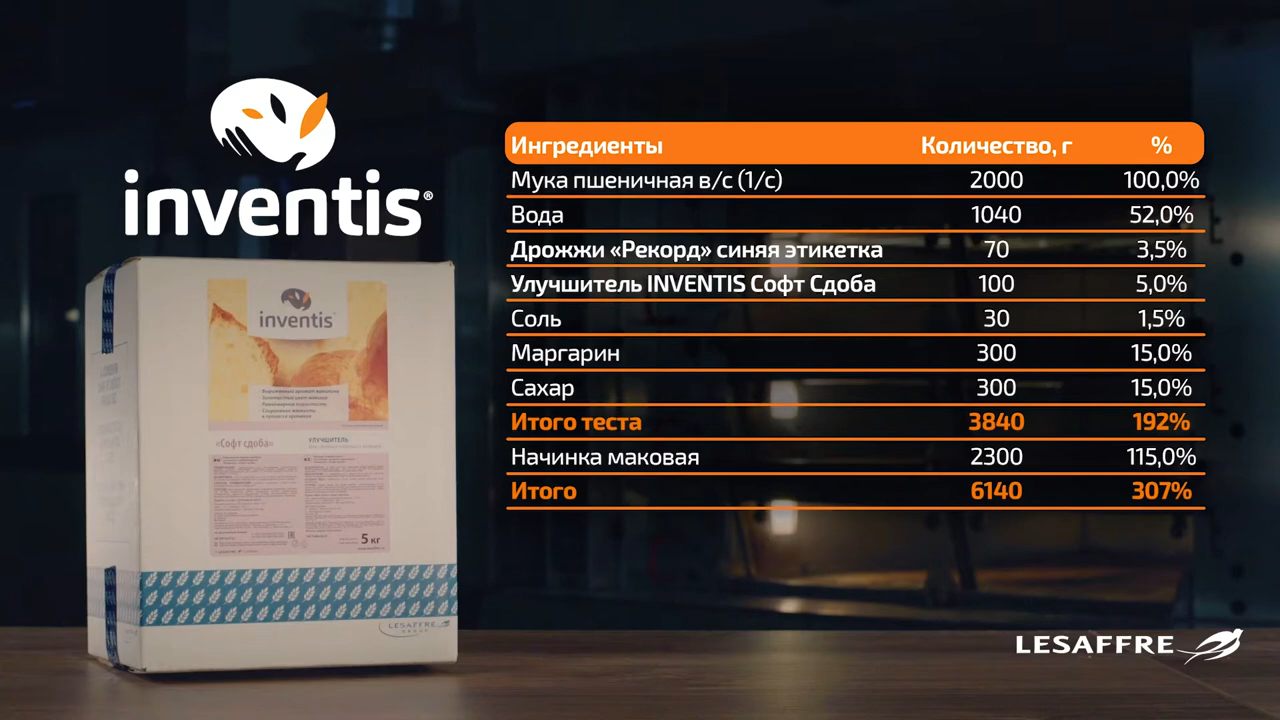 inventis®
Ингредиенты Количество, г %
Мука пшеничная в/с (1/с) 2000 100,0%
Вода 1040 52,0%
Дрожжи «Рекорд» синяя этикетка 70 3,5%
Улучшитель INVENTIS Софт Сдоба 100 5,0%
Соль 30 1,5%
Маргарин 300 15,0%
Сахар 300 15,0%
Итого теста 3840 192%
Начинка маковая 2300 115,0%
Итого 6140 307%
inventis
«Софт сдоба» УЛУЧШИТЕЛЬ
5 кг
LESAFFRE
LESAFFRE